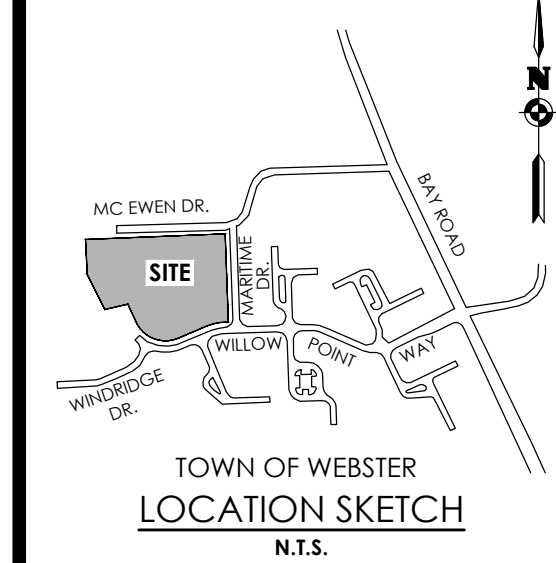 N
MC EWEN DR.
BAY ROAD
SITE
MARITIME
DR.
WILLOW
POINT
WAY
WINDRIDGE
DR.
TOWN OF WEBSTER
LOCATION SKETCH
N.T.S.